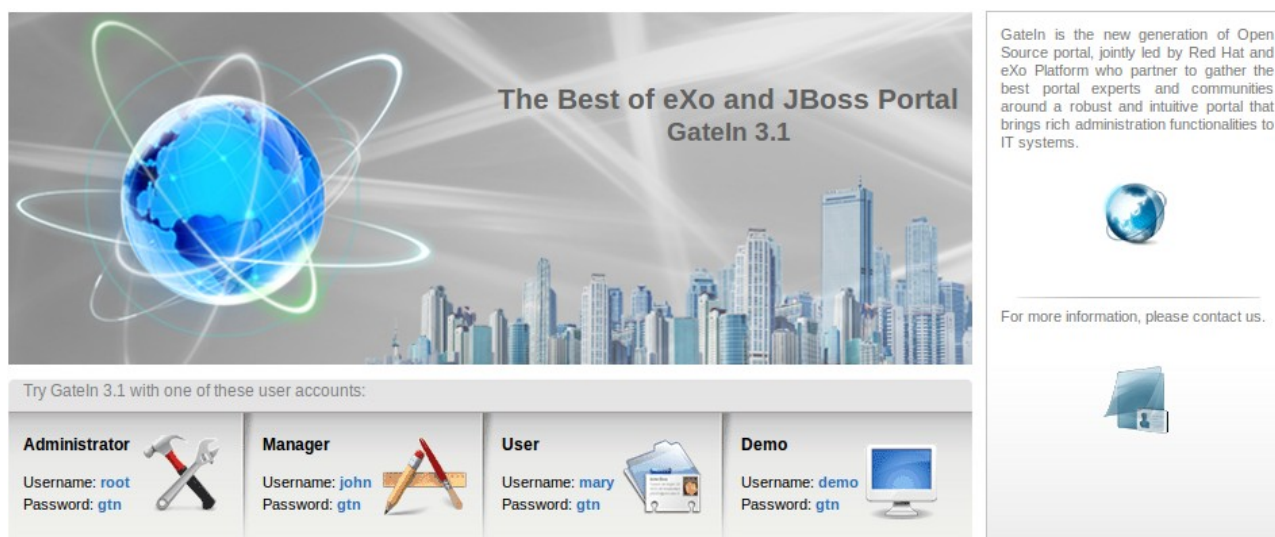 The Best of eXo and JBoss Portal
GateIn 3.1
GateIn is the new generation of Open
Source portal, jointly led by Red Hat and
eXo Platform who partner to gather the
best portal experts and communities
around a robust and intuitive portal that
brings rich administration functionalities to
IT systems.
For more information, please contact us.
Try GateIn 3.1 with one of these user accounts:
Administrator
Username: root
Password: gtn
Manager
Username: john
Password: gtn
User
Username: mary
Password: gtn
Demo
Username: demo
Password: gtn